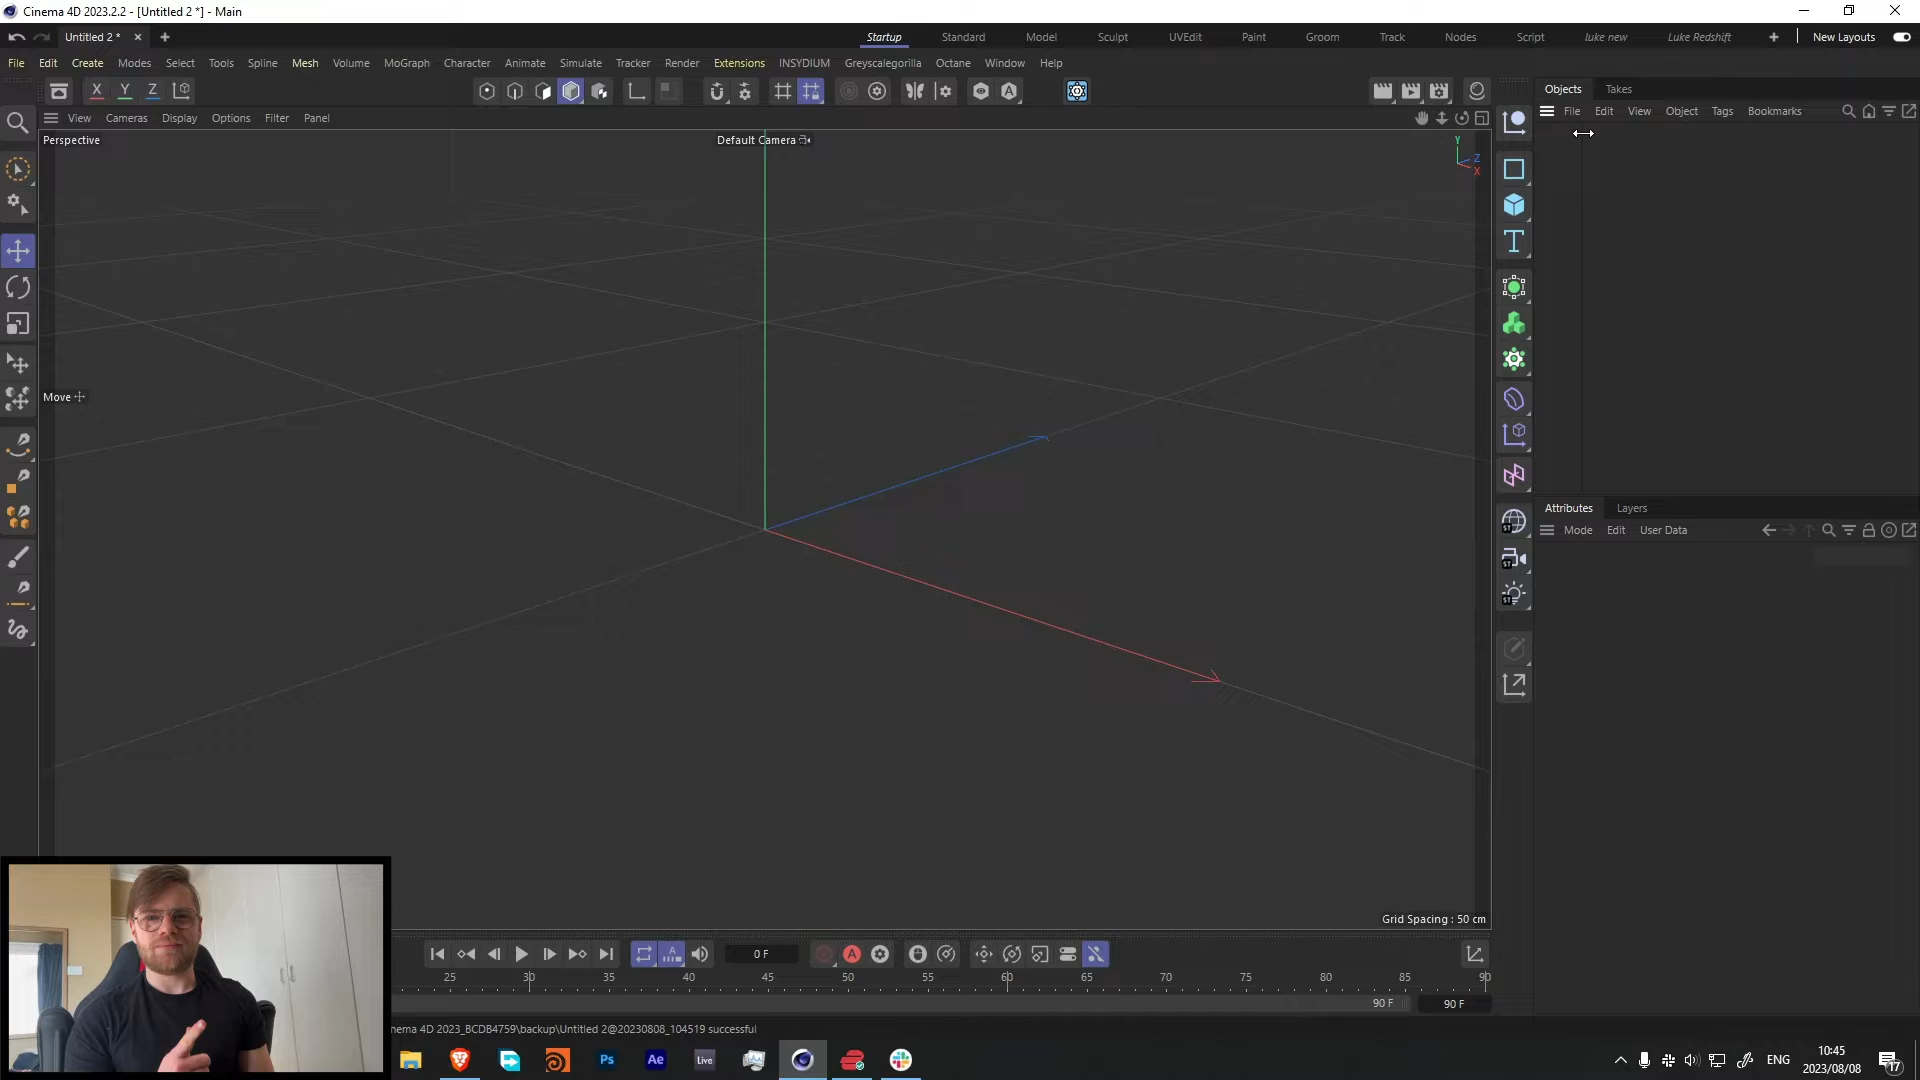 Cinema 4D 2023.2.2 - [Untitled 2 *] - Main
Untitled 2 *
Startup Standard Model Sculpt UVEdit Paint Groom Track Nodes Script luke new Luke Redshift New Layouts
File Edit Create Modes Select Tools Spline Mesh Volume MoGraph Character Animate Simulate Tracker Render Extensions INSYDIUM Greyscalegorilla Octane Window Help
X Y Z
Objects Takes
File Edit View Object Tags Bookmarks
View Cameras Display Options Filter Panel
Perspective
Default Camera
Y
Z
X
Move
ST
ST
ST
Attributes Layers
Mode Edit User Data
Grid Spacing : 50 cm
0 F
25 30 35 40 45 50 55 60 65 70 75 80 85 90
90 F
90 F
nema 4D 2023_BCDB4759\backup\Untitled 2@20230808_104519 successful
Ps Ae Live
ENG
10:45
2023/08/08
17